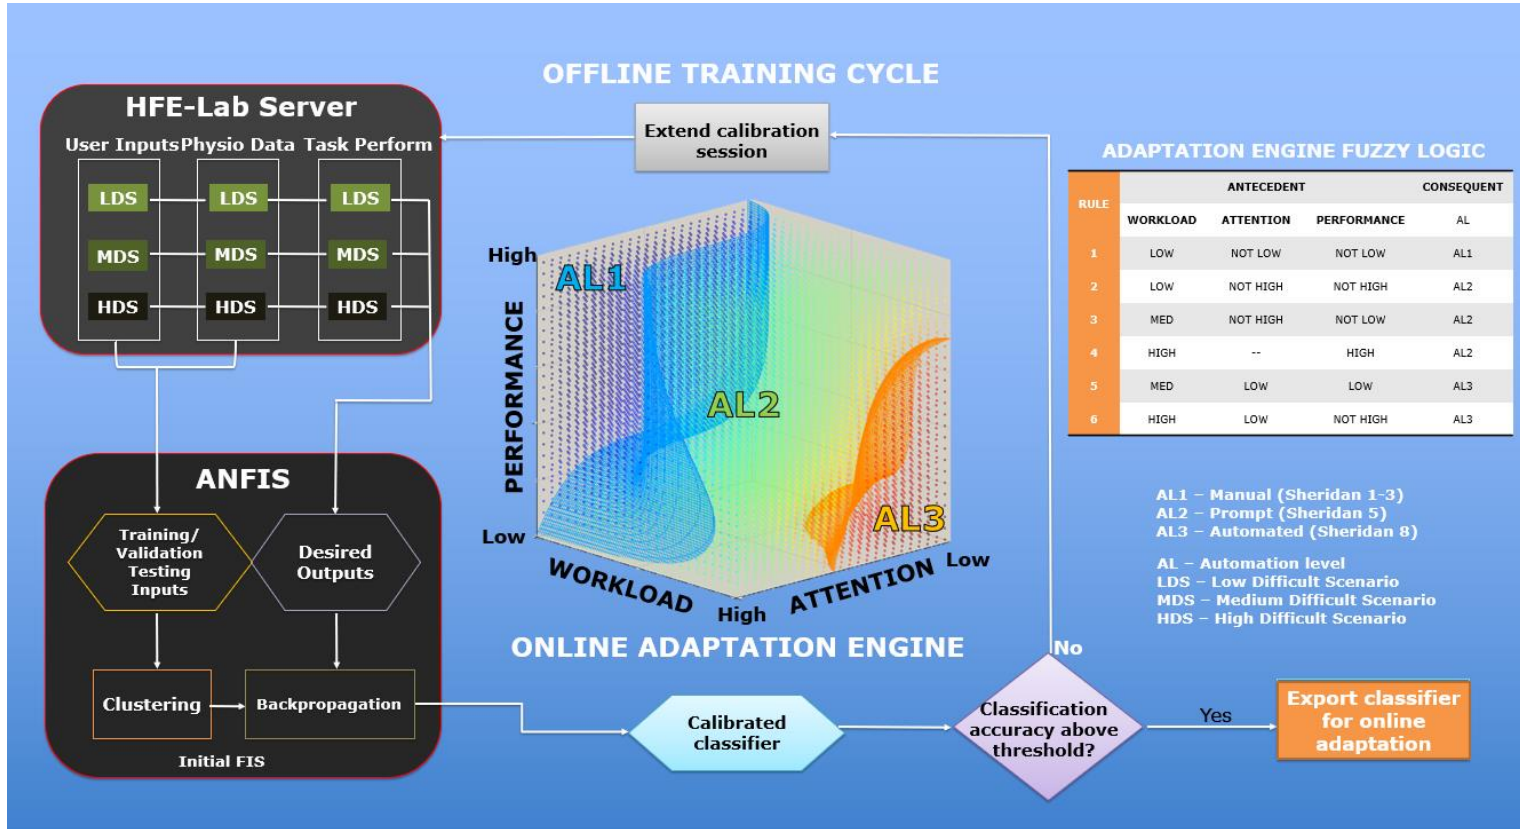 OFFLINE TRAINING CYCLE
HFE-Lab Server
User Inputs Physio Data Task Perform
LDS LDS LDS
MDS MDS MDS
HDS HDS HDS
Extend calibration
session
ANFIS
Training/
Validation
Testing
Inputs
Desired
Outputs
Clustering
Backpropagation
Initial FIS
High
PERFORMANCE
Low
WORKLOAD
High
ATTENTION
Low
AL1
AL2
AL3
ONLINE ADAPTATION ENGINE
Calibrated
classifier
Classification
accuracy above
threshold?
No
Yes
Export classifier
for online
adaptation
ADAPTATION ENGINE FUZZY LOGIC
RULE ANTECEDENT CONSEQUENT
WORKLOAD ATTENTION PERFORMANCE AL
1 LOW NOT LOW NOT LOW AL1
2 LOW NOT HIGH NOT HIGH AL2
3 MED NOT HIGH NOT LOW AL2
4 HIGH -- HIGH AL2
5 MED LOW LOW AL3
6 HIGH LOW NOT HIGH AL3
AL1 – Manual (Sheridan 1-3)
AL2 – Prompt (Sheridan 5)
AL3 – Automated (Sheridan 8)
AL – Automation level
LDS – Low Difficult Scenario
MDS – Medium Difficult Scenario
HDS – High Difficult Scenario